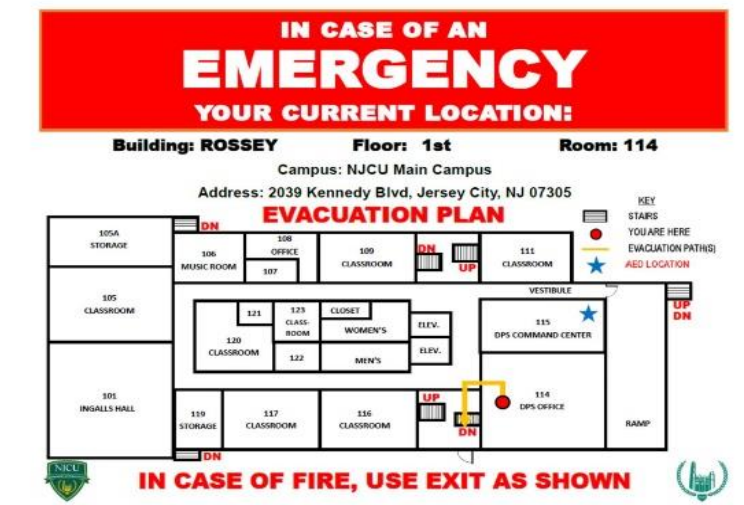 IN CASE OF AN
EMERGENCY
YOUR CURRENT LOCATION:
Building: ROSSEY Floor: 1st Room: 114
Campus: NJCU Main Campus
Address: 2039 Kennedy Blvd, Jersey City, NJ 07305
EVACUATION PLAN
KEY
STAIRS
YOU ARE HERE
EVACUATION PATH(S)
AED LOCATION
105A
STORAGE
DN
106
MUSIC ROOM
108
OFFICE
107
109
CLASSROOM
DN
UP
111
CLASSROOM
VESTIBULE
UP
DN
105
CLASSROOM
121
123
CLASS-
ROOM
CLOSET
WOMEN'S
ELEV.
120
CLASSROOM
122
MEN'S
ELEV.
115
DPS COMMAND CENTER
101
INGALLS HALL
119
STORAGE
117
CLASSROOM
116
CLASSROOM
UP
DN
114
DPS OFFICE
RAMP
DN
NJCU
IN CASE OF FIRE, USE EXIT AS SHOWN